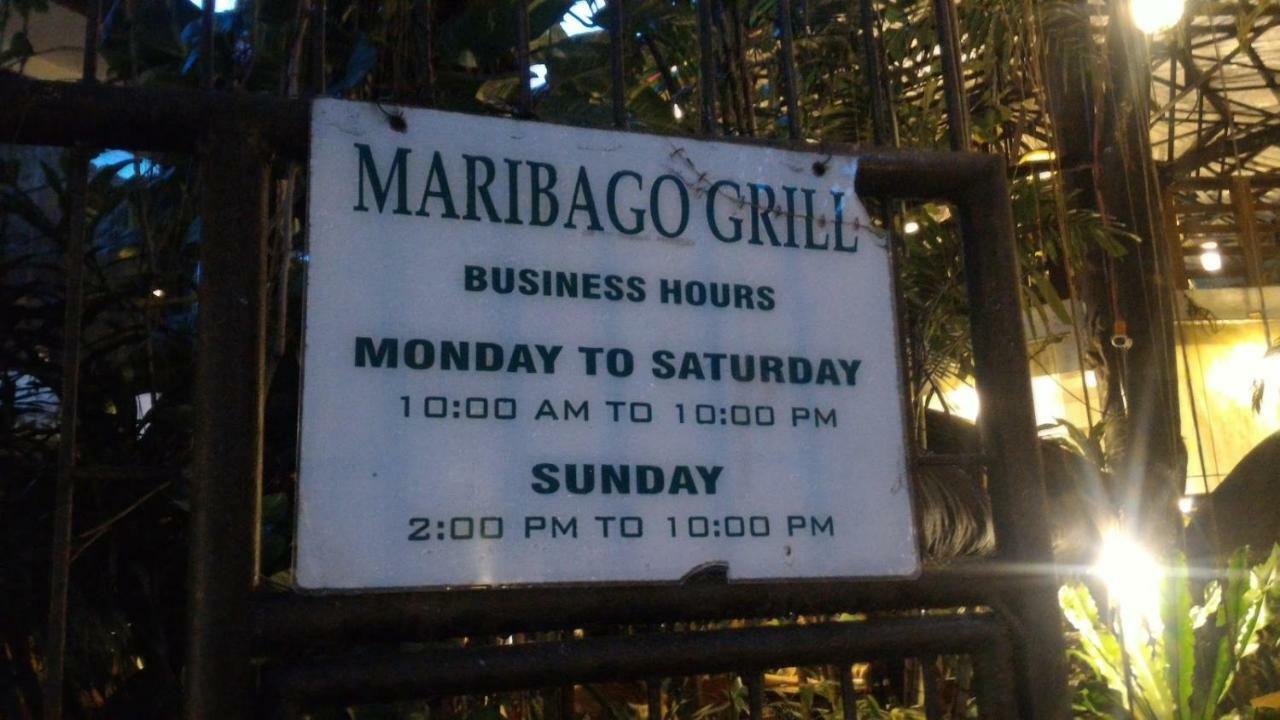 MARIBAGO GRILL
BUSINESS HOURS
MONDAY TO SATURDAY
10:00 AM TO 10:00 PM
SUNDAY
2:00 PM TO 10:00 PM